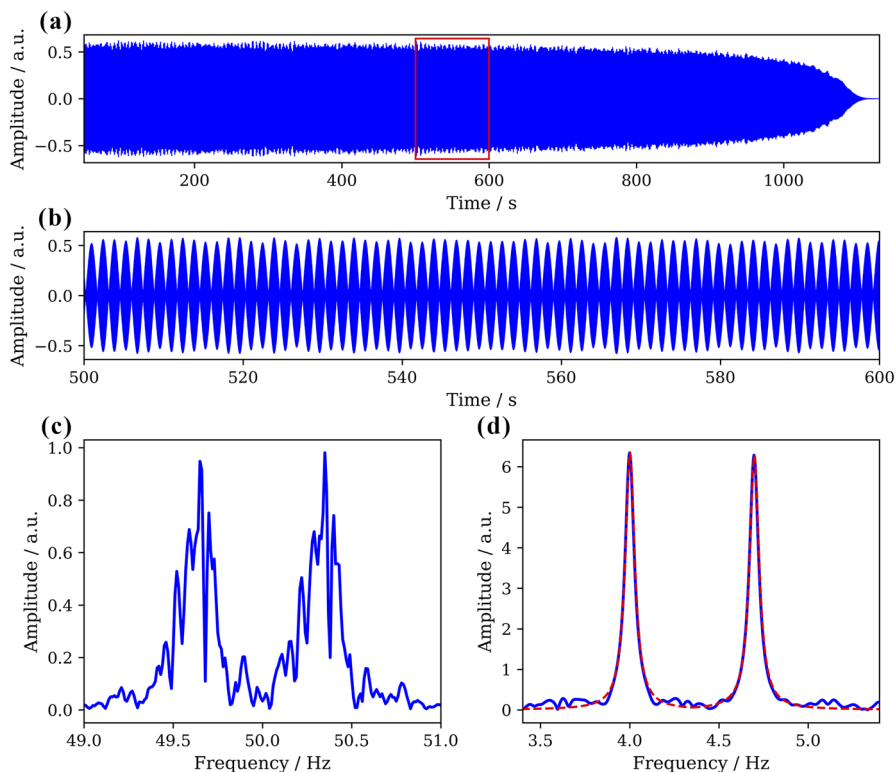 (a)
Amplitude / a.u.
0.5
0.0
−0.5
200 400 600 800 1000
Time / s
(b)
Amplitude / a.u.
0.5
0.0
−0.5
500 520 540 560 580 600
Time / s
(c)
Amplitude / a.u.
1.0
0.8
0.6
0.4
0.2
0.0
49.0 49.5 50.0 50.5 51.0
Frequency / Hz
(d)
Amplitude / a.u.
6
5
4
3
2
1
0
3.5 4.0 4.5 5.0
Frequency / Hz